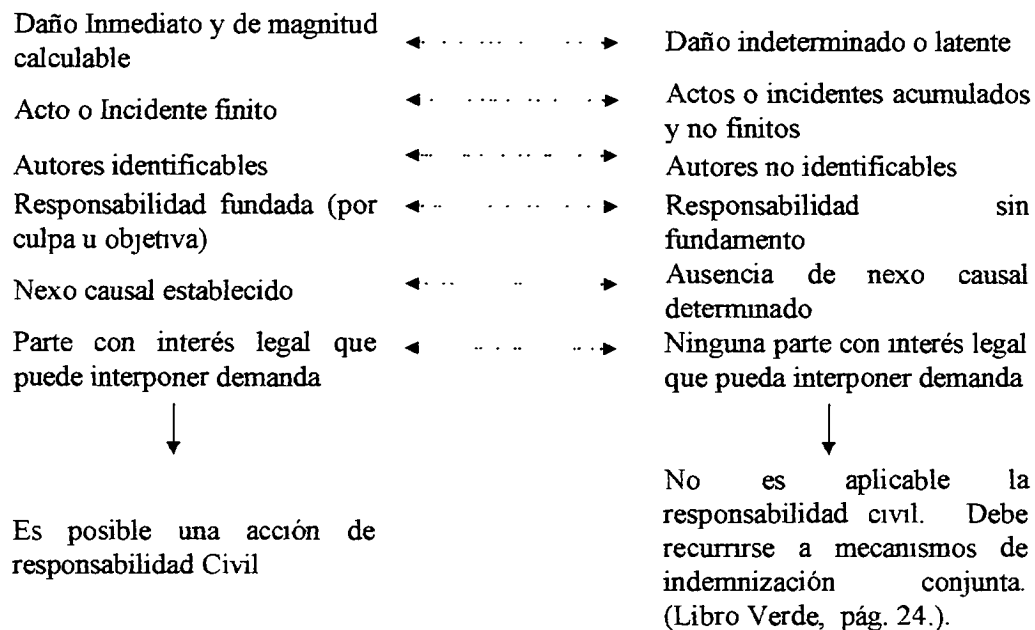 Daño Inmediato y de magnitud
calculable
Daño indeterminado o latente
Acto o Incidente finito
Actos o incidentes acumulados
y no finitos
Autores identificables
Autores no identificables
Responsabilidad fundada (por
culpa u objetiva)
Responsabilidad sin
fundamento
Nexo causal establecido
Ausencia de nexo causal
determinado
Parte con interés legal que
puede interponer demanda
Ninguna parte con interés legal
que pueda interponer demanda
Es posible una acción de
responsabilidad Civil
No es aplicable la
responsabilidad civil. Debe
recurrirse a mecanismos de
indemnización conjunta.
(Libro Verde, pág. 24.).